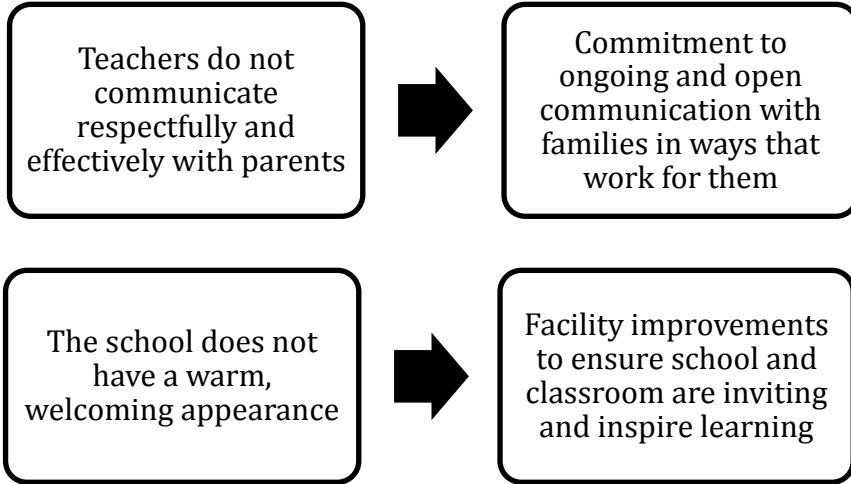 Teachers do not
communicate
respectfully and
effectively with parents
Commitment to
ongoing and open
communication with
families in ways that
work for them
The school does not
have a warm,
welcoming appearance
Facility improvements
to ensure school and
classroom are inviting
and inspire learning